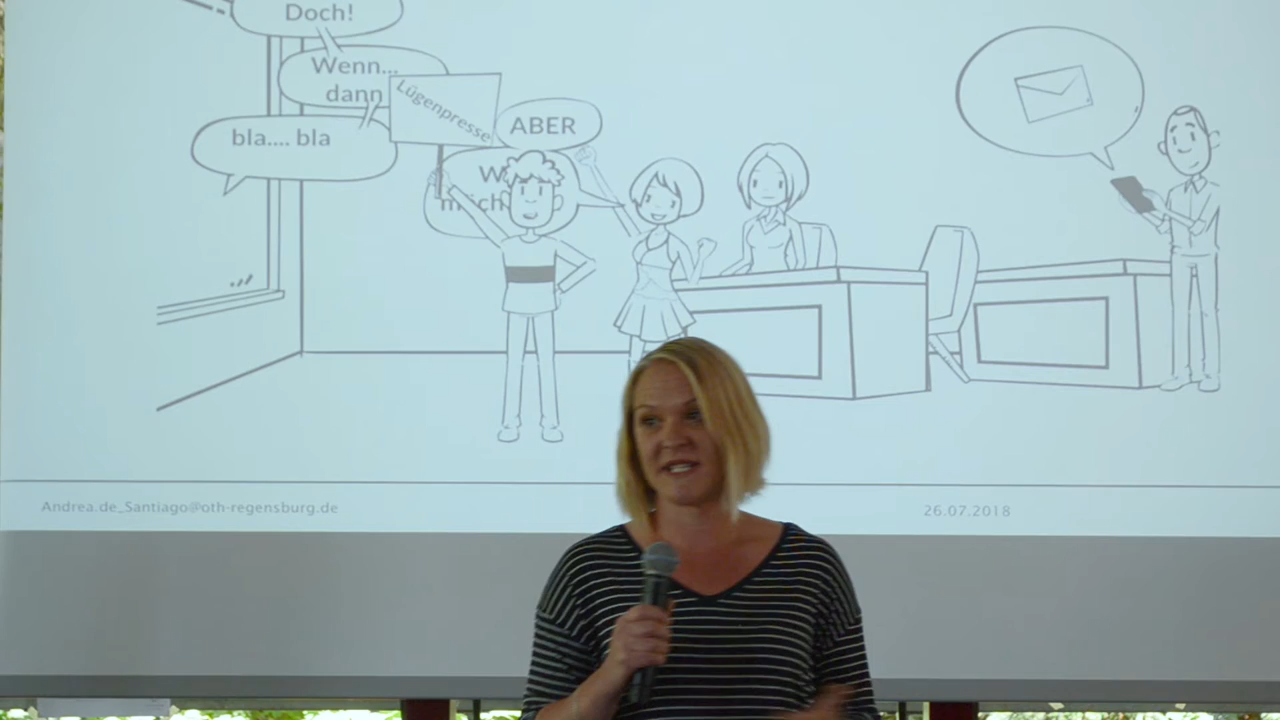 Doch!
Wenn...
dann
Lügenpresse
bla.... bla
ABER
Andrea.de_Santiago@oth-regensburg.de
26.07.2018